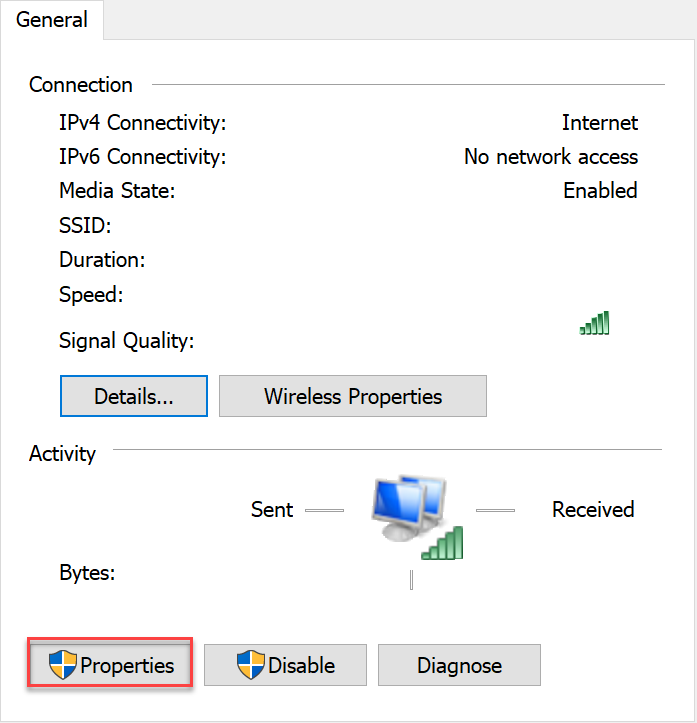 General
Connection
IPv4 Connectivity: Internet
IPv6 Connectivity: No network access
Media State: Enabled
SSID:
Duration:
Speed:
Signal Quality:
Details... Wireless Properties
Activity
Sent Received
Bytes:
Properties Disable Diagnose